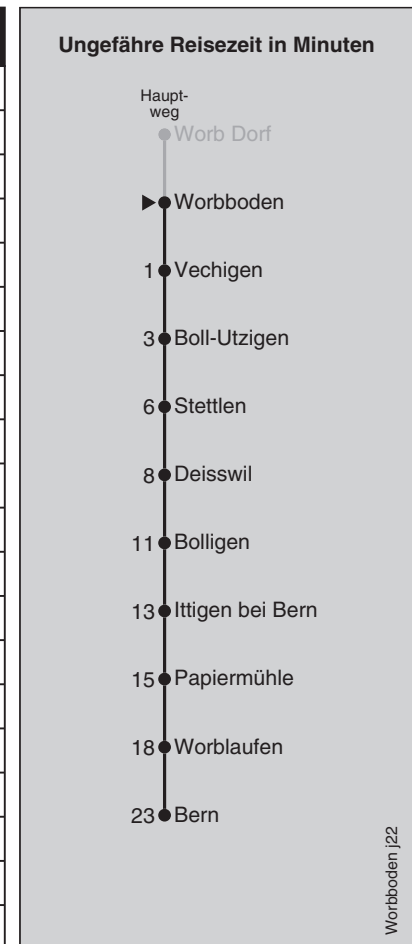 Ungefähre Reisezeit in Minuten
Haupt-
weg
Worb Dorf
Worbboden
1 Vechigen
3 Boll-Utzigen
6 Stettlen
8 Deisswil
11 Bolligen
13 Ittigen bei Bern
15 Papiermühle
18 Worblaufen
23 Bern
Worbboden j22